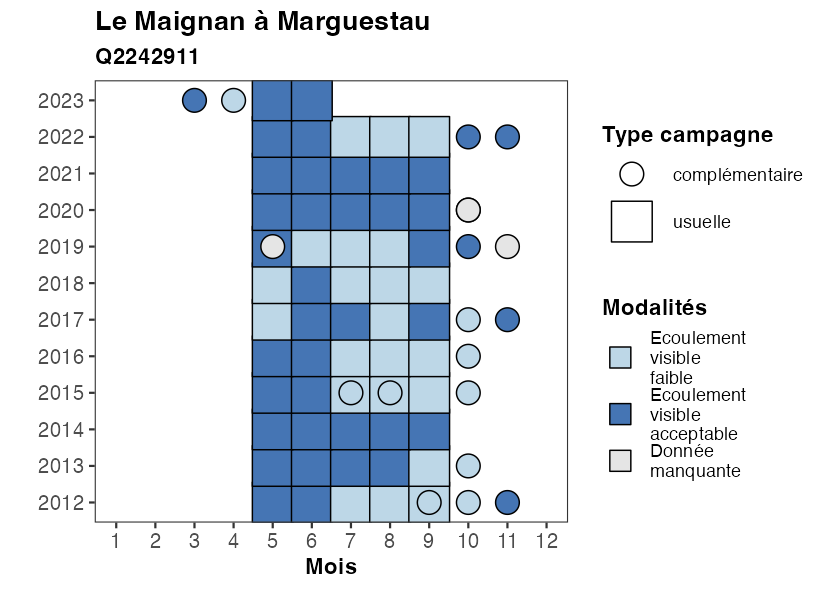 Le Maignan à Marguestau
Q2242911
2023
2022
2021
2020
2019
2018
2017
2016
2015
2014
2013
2012
1 2 3 4 5 6 7 8 9 10 11 12
Mois
Type campagne
complémentaire
usuelle
Modalités
Ecoulement
visible
faible
Ecoulement
visible
acceptable
Donnée
manquante